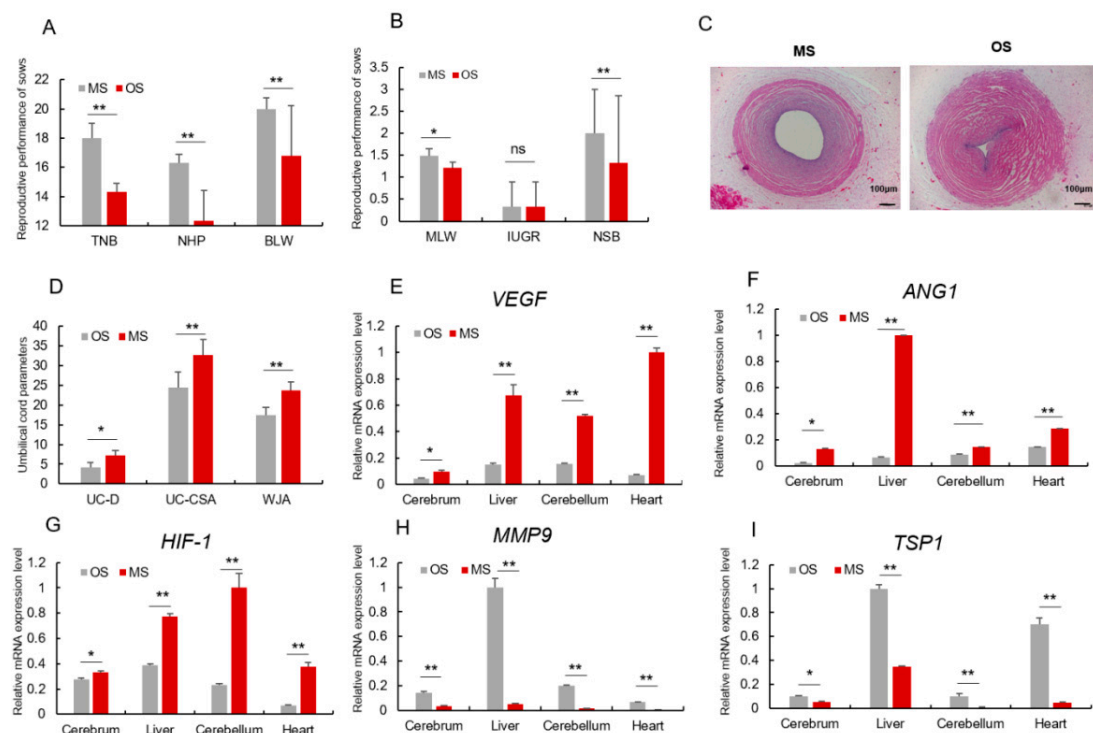 A
Reproductive performance of sows
MS OS
22
20
18
16
14
12
** ** **
TNB NHP BLW
B
Reproductive performance of sows
MS OS
3.5
3
2.5
2
1.5
1
0.5
0
* ns **
MLW IUGR NSB
C
MS OS
100μm 100μm
D
Umbilical cord parameters
OS MS
40
35
30
25
20
15
10
5
0
* ** **
UC-D UC-CSA WJA
E
VEGF
Relative mRNA expression level
OS MS
1.2
1
0.8
0.6
0.4
0.2
0
* ** ** **
Cerebrum Liver Cerebellum Heart
F
ANG1
Relative mRNA expression level
OS MS
1.2
1
0.8
0.6
0.4
0.2
0
* ** ** **
Cerebrum Liver Cerebellum Heart
G
HIF-1
Relative mRNA expression level
OS MS
1.2
1
0.8
0.6
0.4
0.2
0
* ** ** **
Cerebrum Liver Cerebellum Heart
H
MMP9
Relative mRNA expression level
OS MS
1.2
1
0.8
0.6
0.4
0.2
0
** ** ** **
Cerebrum Liver Cerebellum Heart
I
TSP1
Relative mRNA expression level
OS MS
1.2
1
0.8
0.6
0.4
0.2
0
* ** ** **
Cerebrum Liver Cerebellum Heart